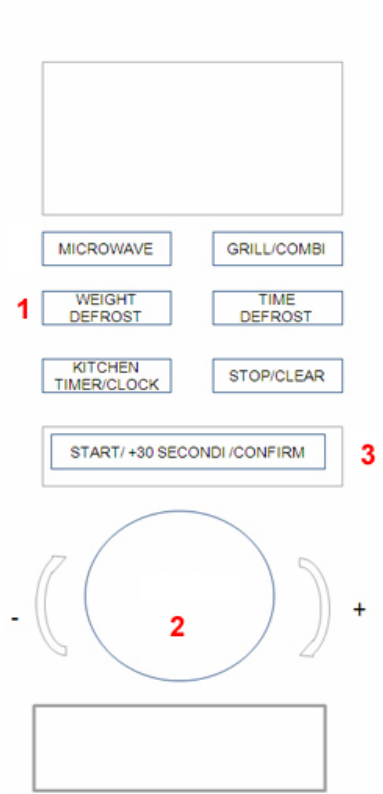 MICROWAVE
GRILL/COMBI
1
WEIGHT
DEFROST
TIME
DEFROST
KITCHEN
TIMER/CLOCK
STOP/CLEAR
START/ +30 SECONDI /CONFIRM
3
-
2
+